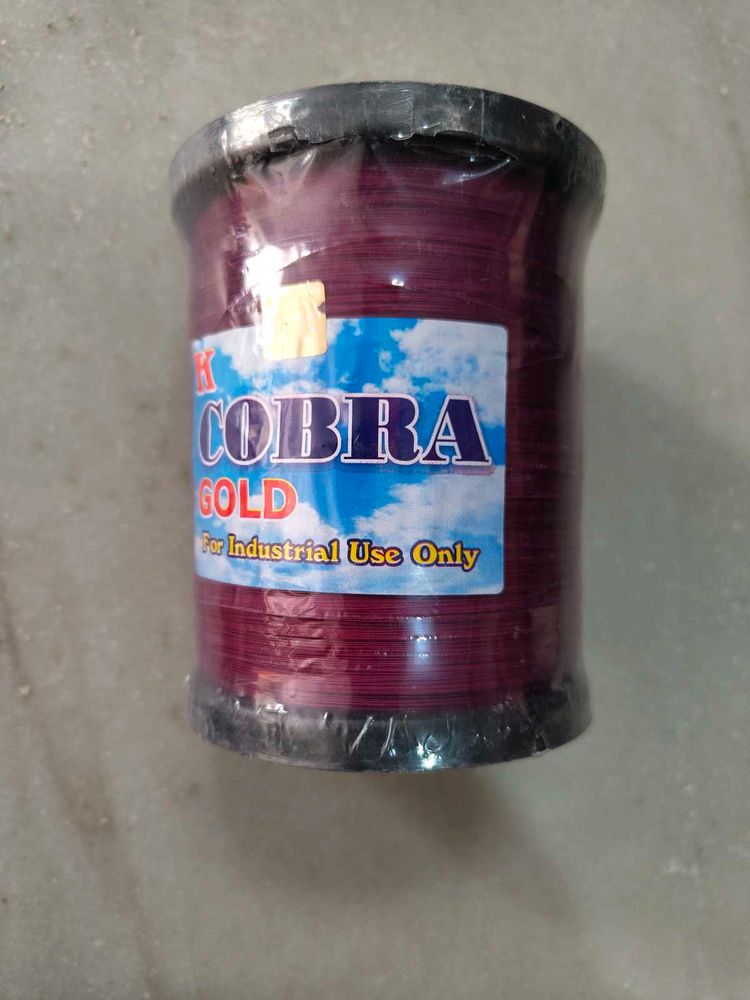 K
COBRA
GOLD
For Industrial Use Only